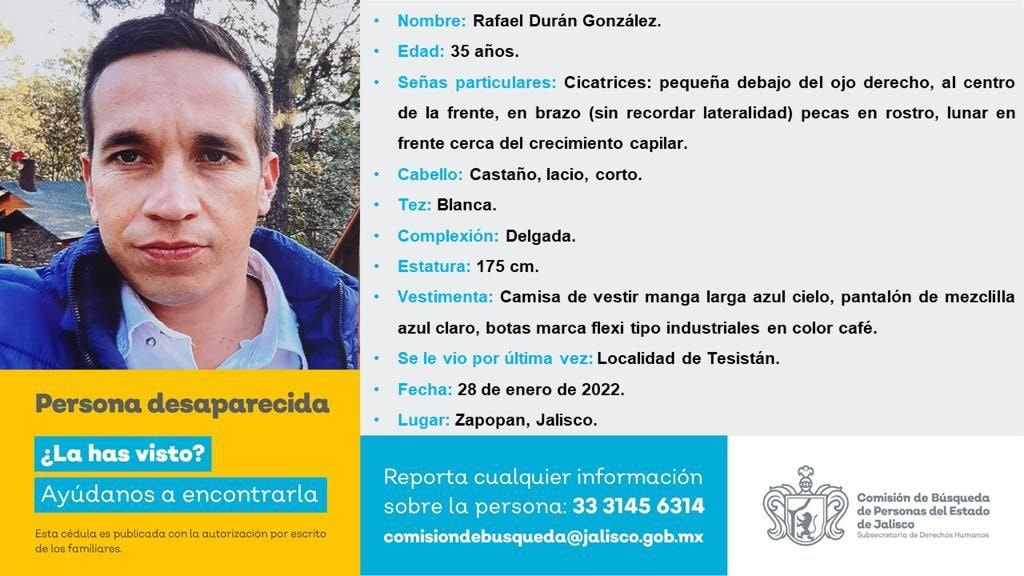 • Nombre: Rafael Durán González.
• Edad: 35 años.
• Señas particulares: Cicatrices: pequeña debajo del ojo derecho, al centro
de la frente, en brazo (sin recordar lateralidad) pecas en rostro, lunar en
frente cerca del crecimiento capilar.
• Cabello: Castaño, lacio, corto.
• Tez: Blanca.
• Complexión: Delgada.
• Estatura: 175 cm.
• Vestimenta: Camisa de vestir manga larga azul cielo, pantalón de mezclilla
azul claro, botas marca flexi tipo industriales en color café.
• Se le vio por última vez: Localidad de Tesistán.
• Fecha: 28 de enero de 2022.
• Lugar: Zapopan, Jalisco.
Persona desaparecida
¿La has visto?
Ayúdanos a encontrarla
Esta cédula es publicada con la autorización por escrito
de los familiares.
Reporta cualquier información
sobre la persona: 33 3145 6314
comisiondebusqueda@jalisco.gob.mx
Comisión de Búsqueda
de Personas del Estado
de Jalisco
Subsecretaría de Derechos Humanos